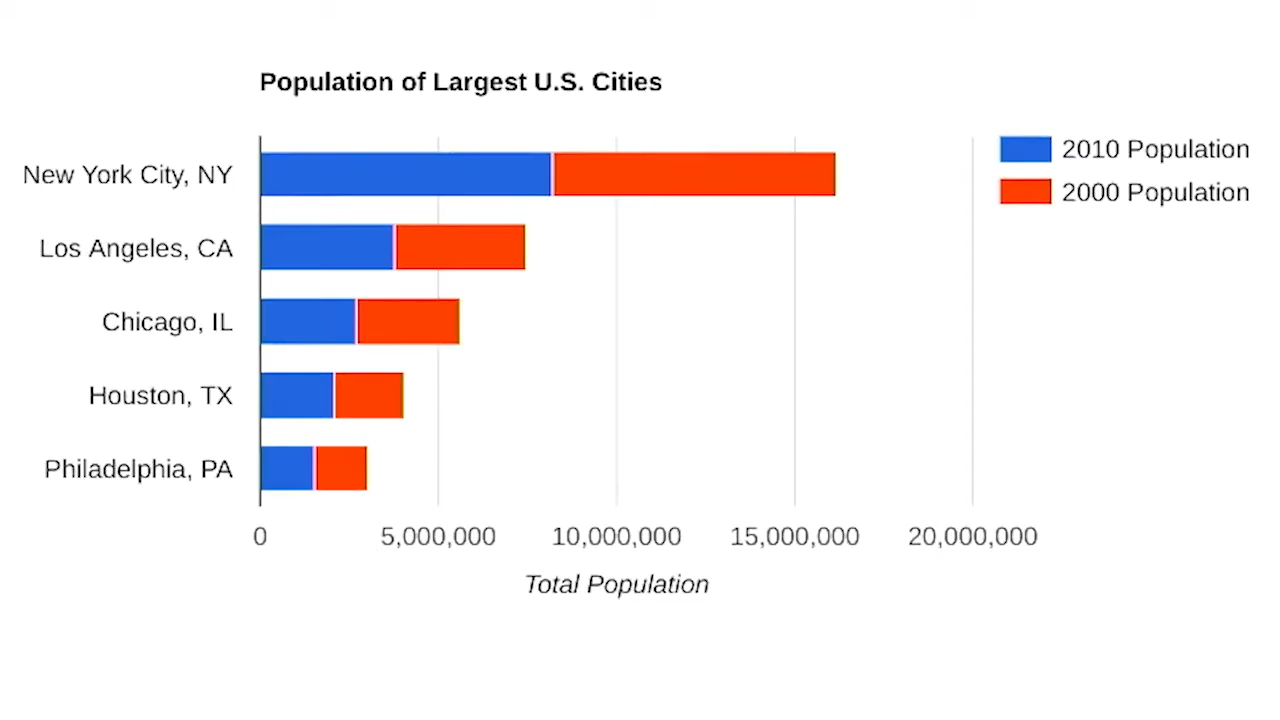 Population of Largest U.S. Cities
2010 Population
2000 Population
New York City, NY
Los Angeles, CA
Chicago, IL
Houston, TX
Philadelphia, PA
0 5,000,000 10,000,000 15,000,000 20,000,000
Total Population